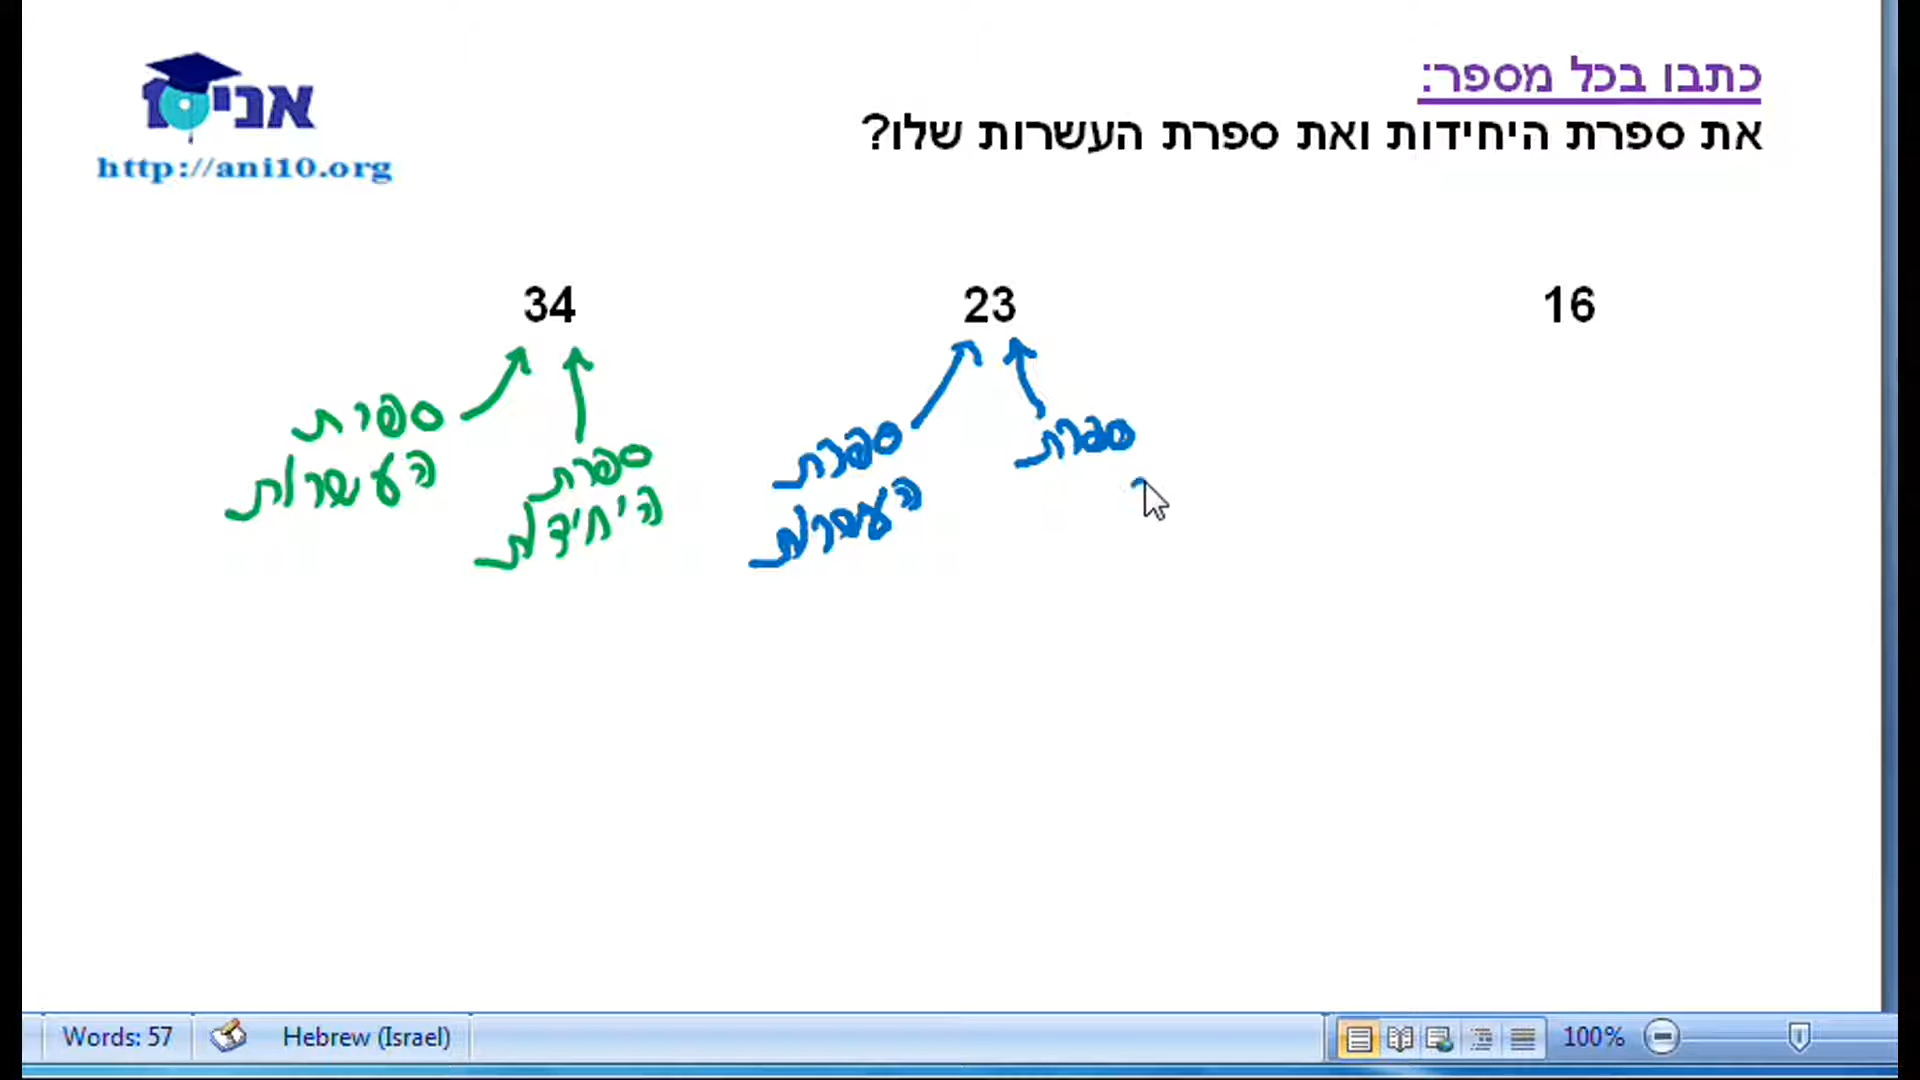 כתבו בכל מספר:
את ספרת היחידות ואת ספרת העשרות שלו?
אני10
http://ani10.org
34
23
16
ספרת
העשרות
ספרת
היחידות
ספרת
העשרות
ספרת
Words: 57
Hebrew (Israel)
100%